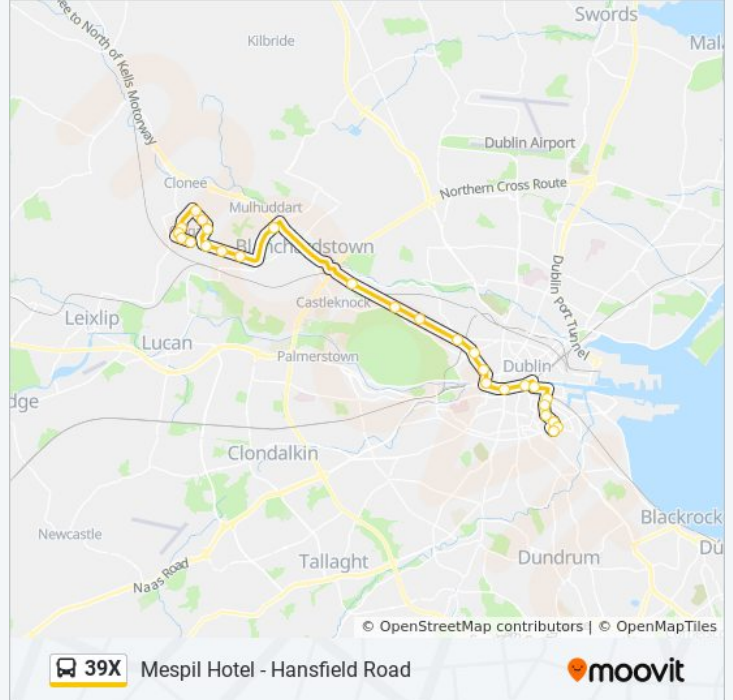 Swords
Kilbride
Mal
ee to North of Kells Motorway
Dublin Airport
Clonee
Northern Cross Route
Mulhuddart
Blanchardstown
Dublin Port Tunnel
Castleknock
Leixlip
Lucan
Palmerstown
Dublin
dge
Clondalkin
Blackrock
Newcastle
Dú
Dundrum
Tallaght
Naas Road
© OpenStreetMap contributors | © OpenMapTiles
39X Mespil Hotel - Hansfield Road
moovit